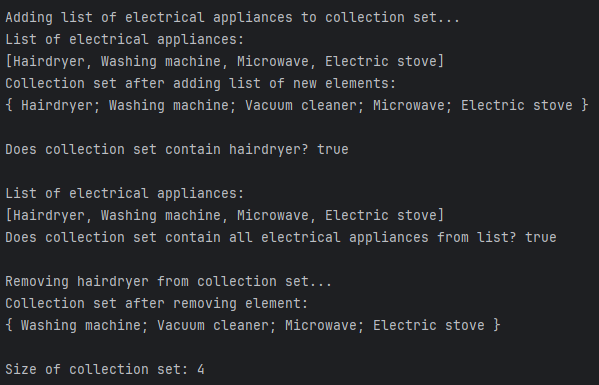 Adding list of electrical appliances to collection set...
List of electrical appliances:
[Hairdryer, Washing machine, Microwave, Electric stove]
Collection set after adding list of new elements:
{ Hairdryer; Washing machine; Vacuum cleaner; Microwave; Electric stove }
Does collection set contain hairdryer? true
List of electrical appliances:
[Hairdryer, Washing machine, Microwave, Electric stove]
Does collection set contain all electrical appliances from list? true
Removing hairdryer from collection set...
Collection set after removing element:
{ Washing machine; Vacuum cleaner; Microwave; Electric stove }
Size of collection set: 4